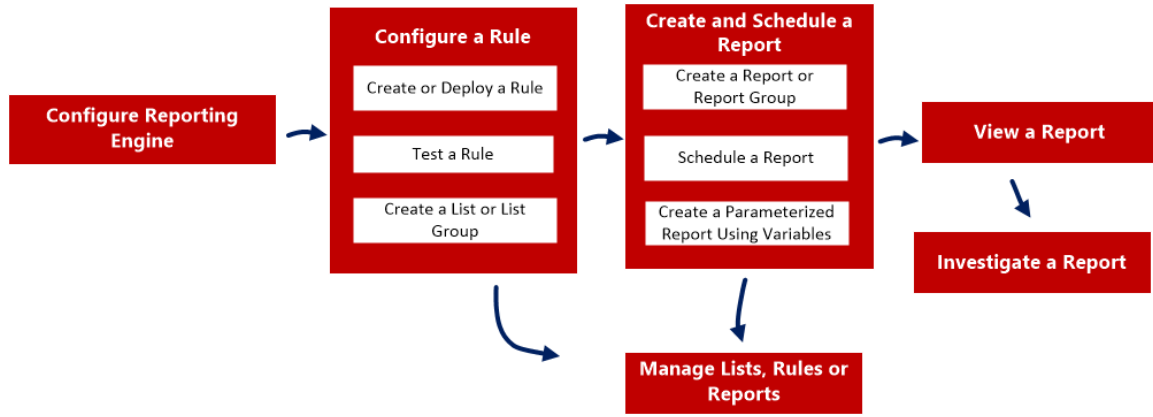 Configure Reporting
Engine
Configure a Rule
Create or Deploy a Rule
Test a Rule
Create a List or List
Group
Create and Schedule a
Report
Create a Report or
Report Group
Schedule a Report
Create a Parameterized
Report Using Variables
View a Report
Investigate a Report
Manage Lists, Rules or
Reports